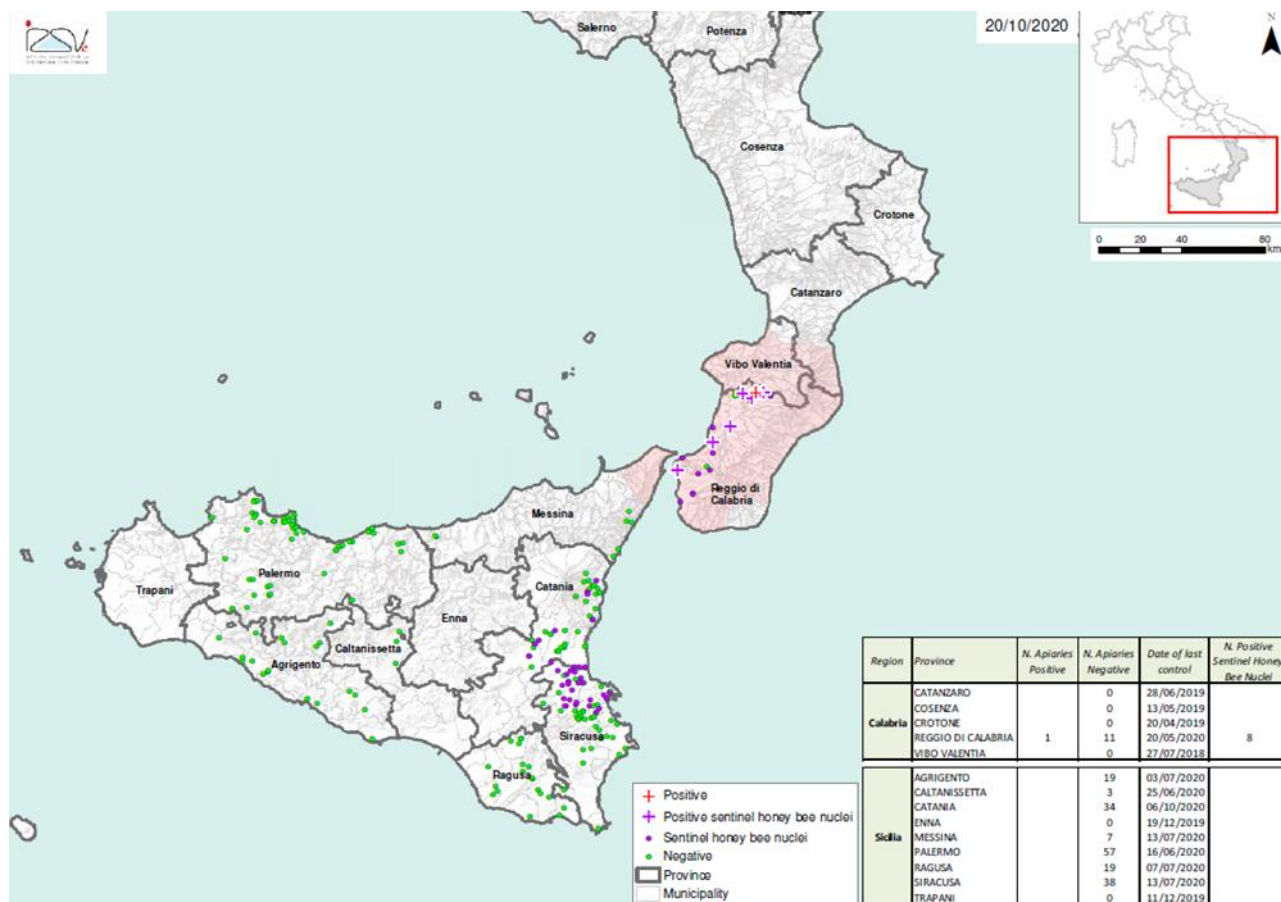 20/10/2020
N
Salerno
Potenza
Cosenza
Crotone
0 20 40 80
km
Catanzaro
Vibo Valentia
Reggio di
Calabria
Messina
Palermo
Trapani
Catania
Enna
Caltanissetta
Agrigento
Siracusa
Ragusa
Positive
Positive sentinel honey bee nuclei
Sentinel honey bee nuclei
Negative
Province
Municipality
Region Province N. Apiaries Positive N. Apiaries Negative Date of last control N. Positive Sentinel Honey Bee Nuclei
Calabria
CATANZARO 0 28/06/2019
COSENZA 0 13/05/2019
CROTONE 0 20/04/2019
REGGIO DI CALABRIA 1 11 20/05/2020 8
VIBO VALENTIA 0 27/07/2018
Sicilia
AGRIGENTO 19 03/07/2020
CALTANISSETTA 3 25/06/2020
CATANIA 34 06/10/2020
ENNA 0 19/12/2019
MESSINA 7 13/07/2020
PALERMO 57 16/06/2020
RAGUSA 19 07/07/2020
SIRACUSA 38 13/07/2020
TRAPANI 0 11/12/2019